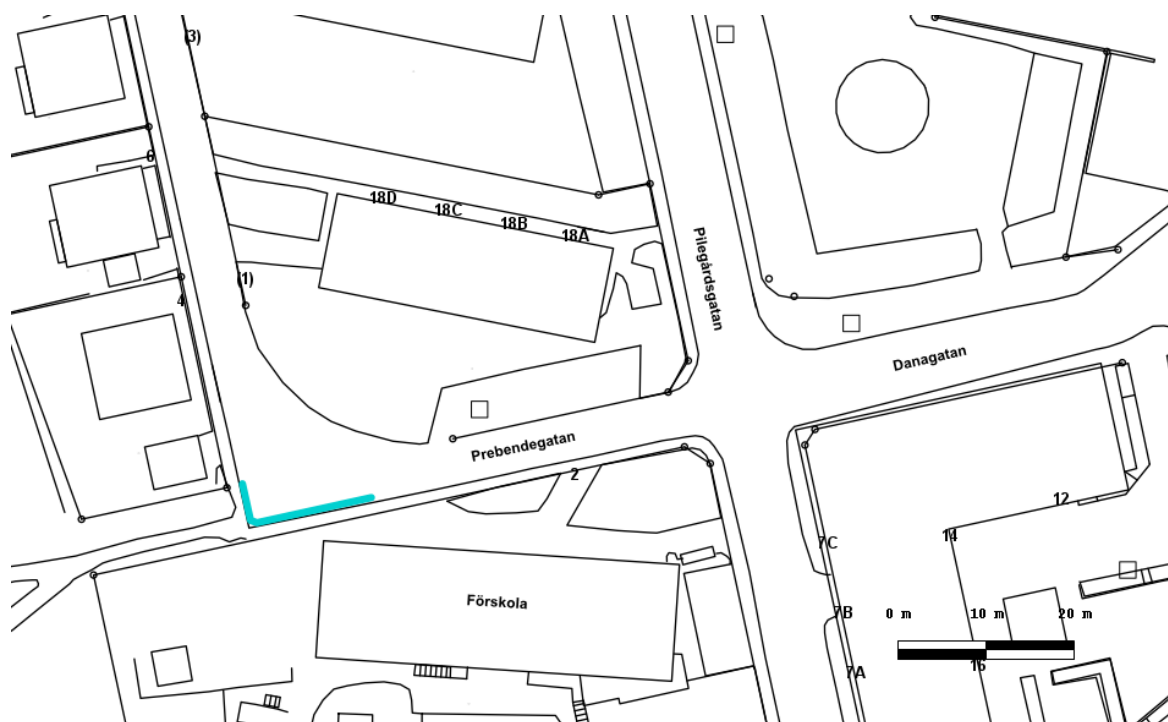 (3)
6
18D
18C
18B
18A
Pilegårdsgatan
(1)
4
Danagatan
Prebendegatan
2
12
14
7C
Förskola
7B
0 m 10 m 20 m
16
7A